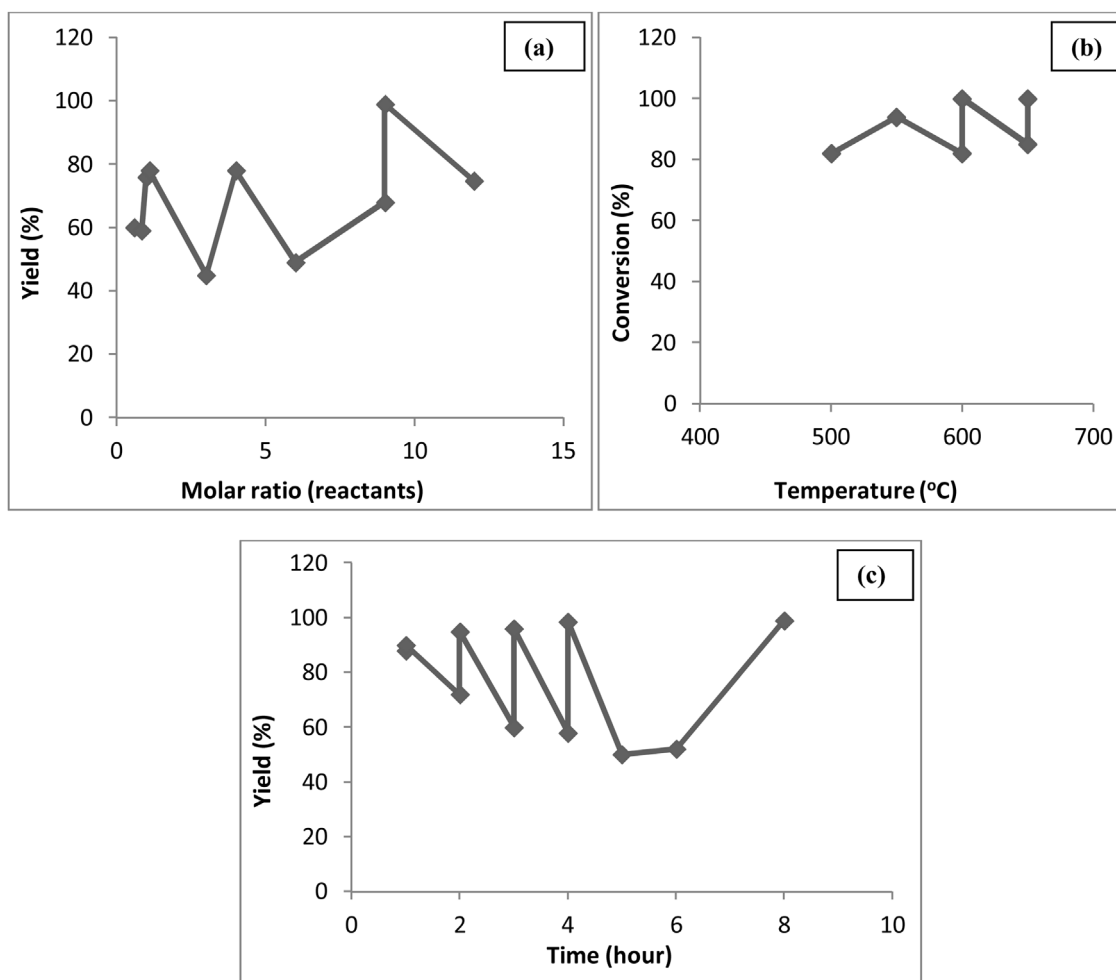 (a)
120
100
80
60
40
20
0
Yield (%)
0 5 10 15
Molar ratio (reactants)
(b)
120
100
80
60
40
20
0
Conversion (%)
400 500 600 700
Temperature (ᵒC)
(c)
120
100
80
60
40
20
0
Yield (%)
0 2 4 6 8 10
Time (hour)